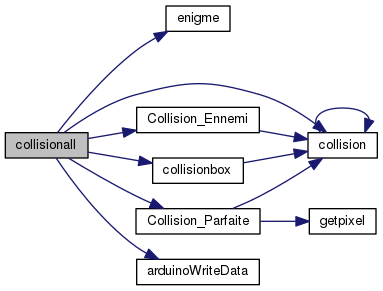 enigme
Collision_Ennemi
collision
collisionall
collisionbox
Collision_Parfaite
getpixel
arduinoWriteData